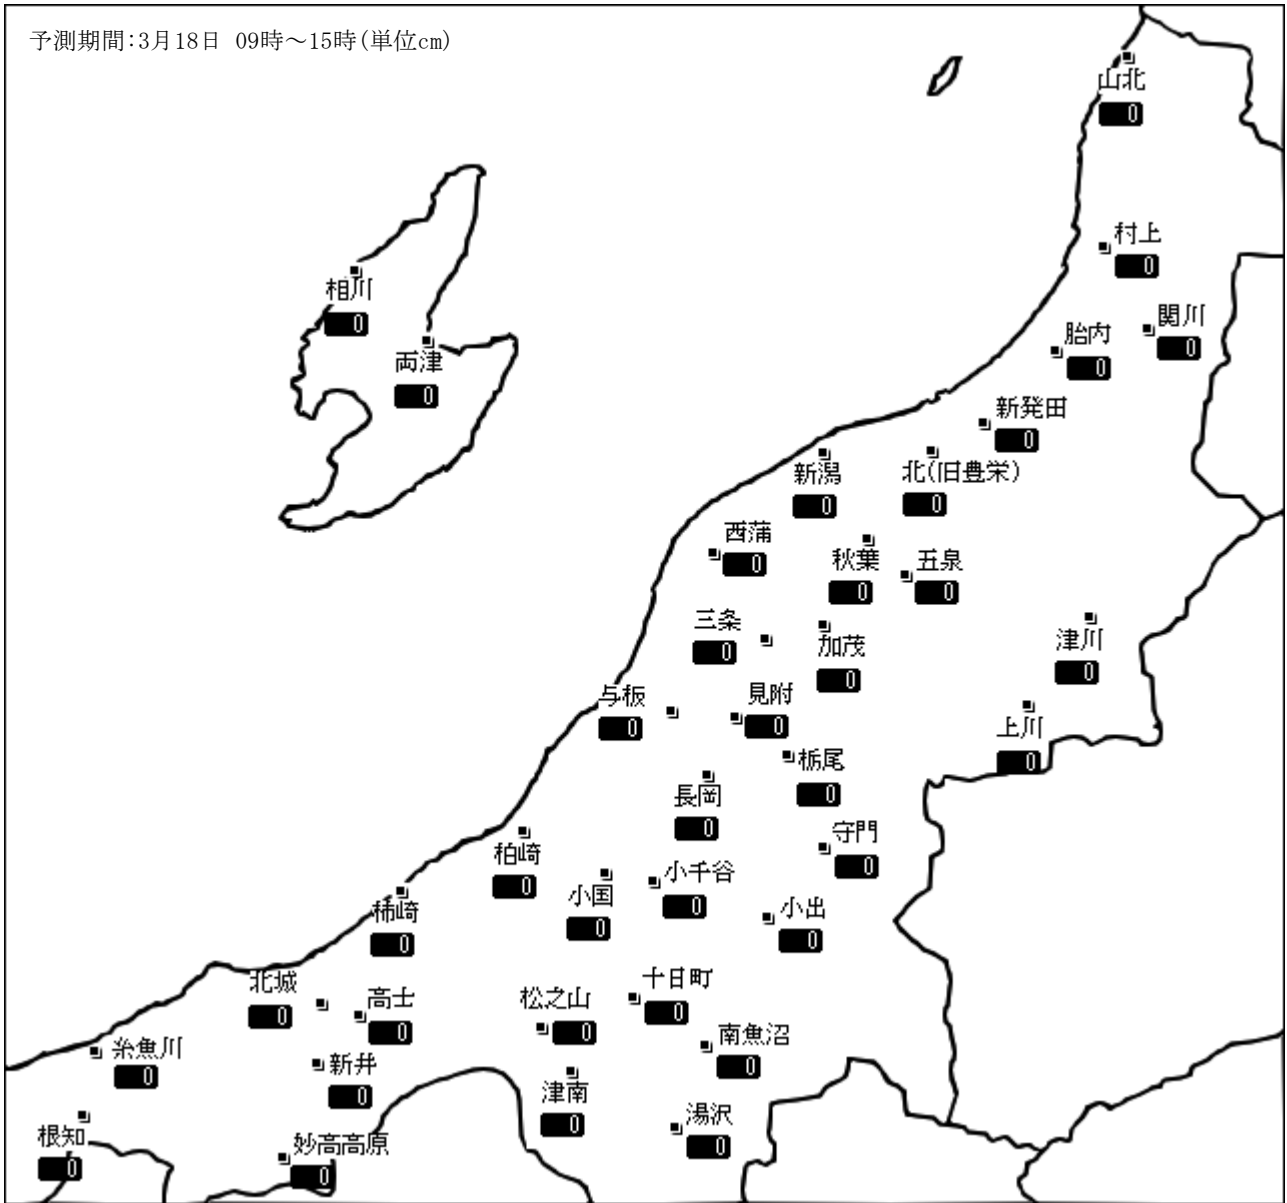 予測期間:3月18日 09時～15時(単位cm)
山北
0
村上
0
相川
0
関川
0
胎内
0
両津
0
新発田
0
新潟
0
北(旧豊栄)
0
西蒲
0
秋葉
0
五泉
0
三条
0
加茂
0
津川
0
与板
0
見附
0
上川
0
栃尾
0
長岡
0
守門
0
柏崎
0
小国
0
小千谷
0
小出
0
柿崎
0
北城
0
高士
0
松之山
0
十日町
0
南魚沼
0
糸魚川
0
新井
0
津南
0
湯沢
0
根知
0
妙高高原
0